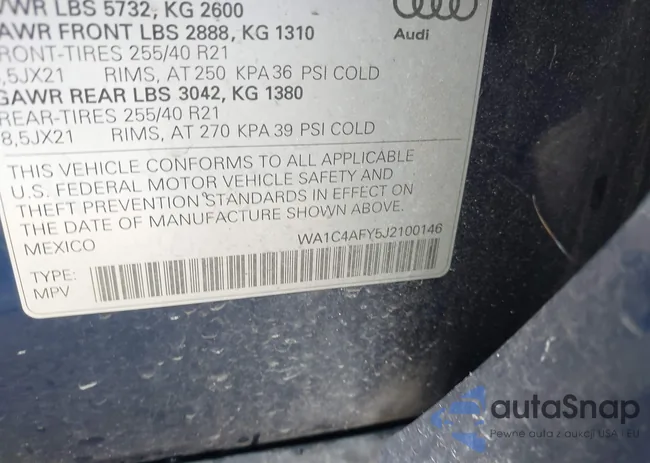 VWR LBS 5732, KG 2600
AWR FRONT LBS 2888, KG 1310
FRONT-TIRES 255/40 R21
8,5JX21 RIMS, AT 250 KPA 36 PSI COLD
GAWR REAR LBS 3042, KG 1380
REAR-TIRES 255/40 R21
8,5JX21 RIMS, AT 270 KPA 39 PSI COLD
Audi
THIS VEHICLE CONFORMS TO ALL APPLICABLE
U.S. FEDERAL MOTOR VEHICLE SAFETY AND
THEFT PREVENTION STANDARDS IN EFFECT ON
THE DATE OF MANUFACTURE SHOWN ABOVE.
MEXICO WA1C4AFY5J2100146
TYPE:
MPV
autaSnap
Pewne auta z aukcji USA - EU